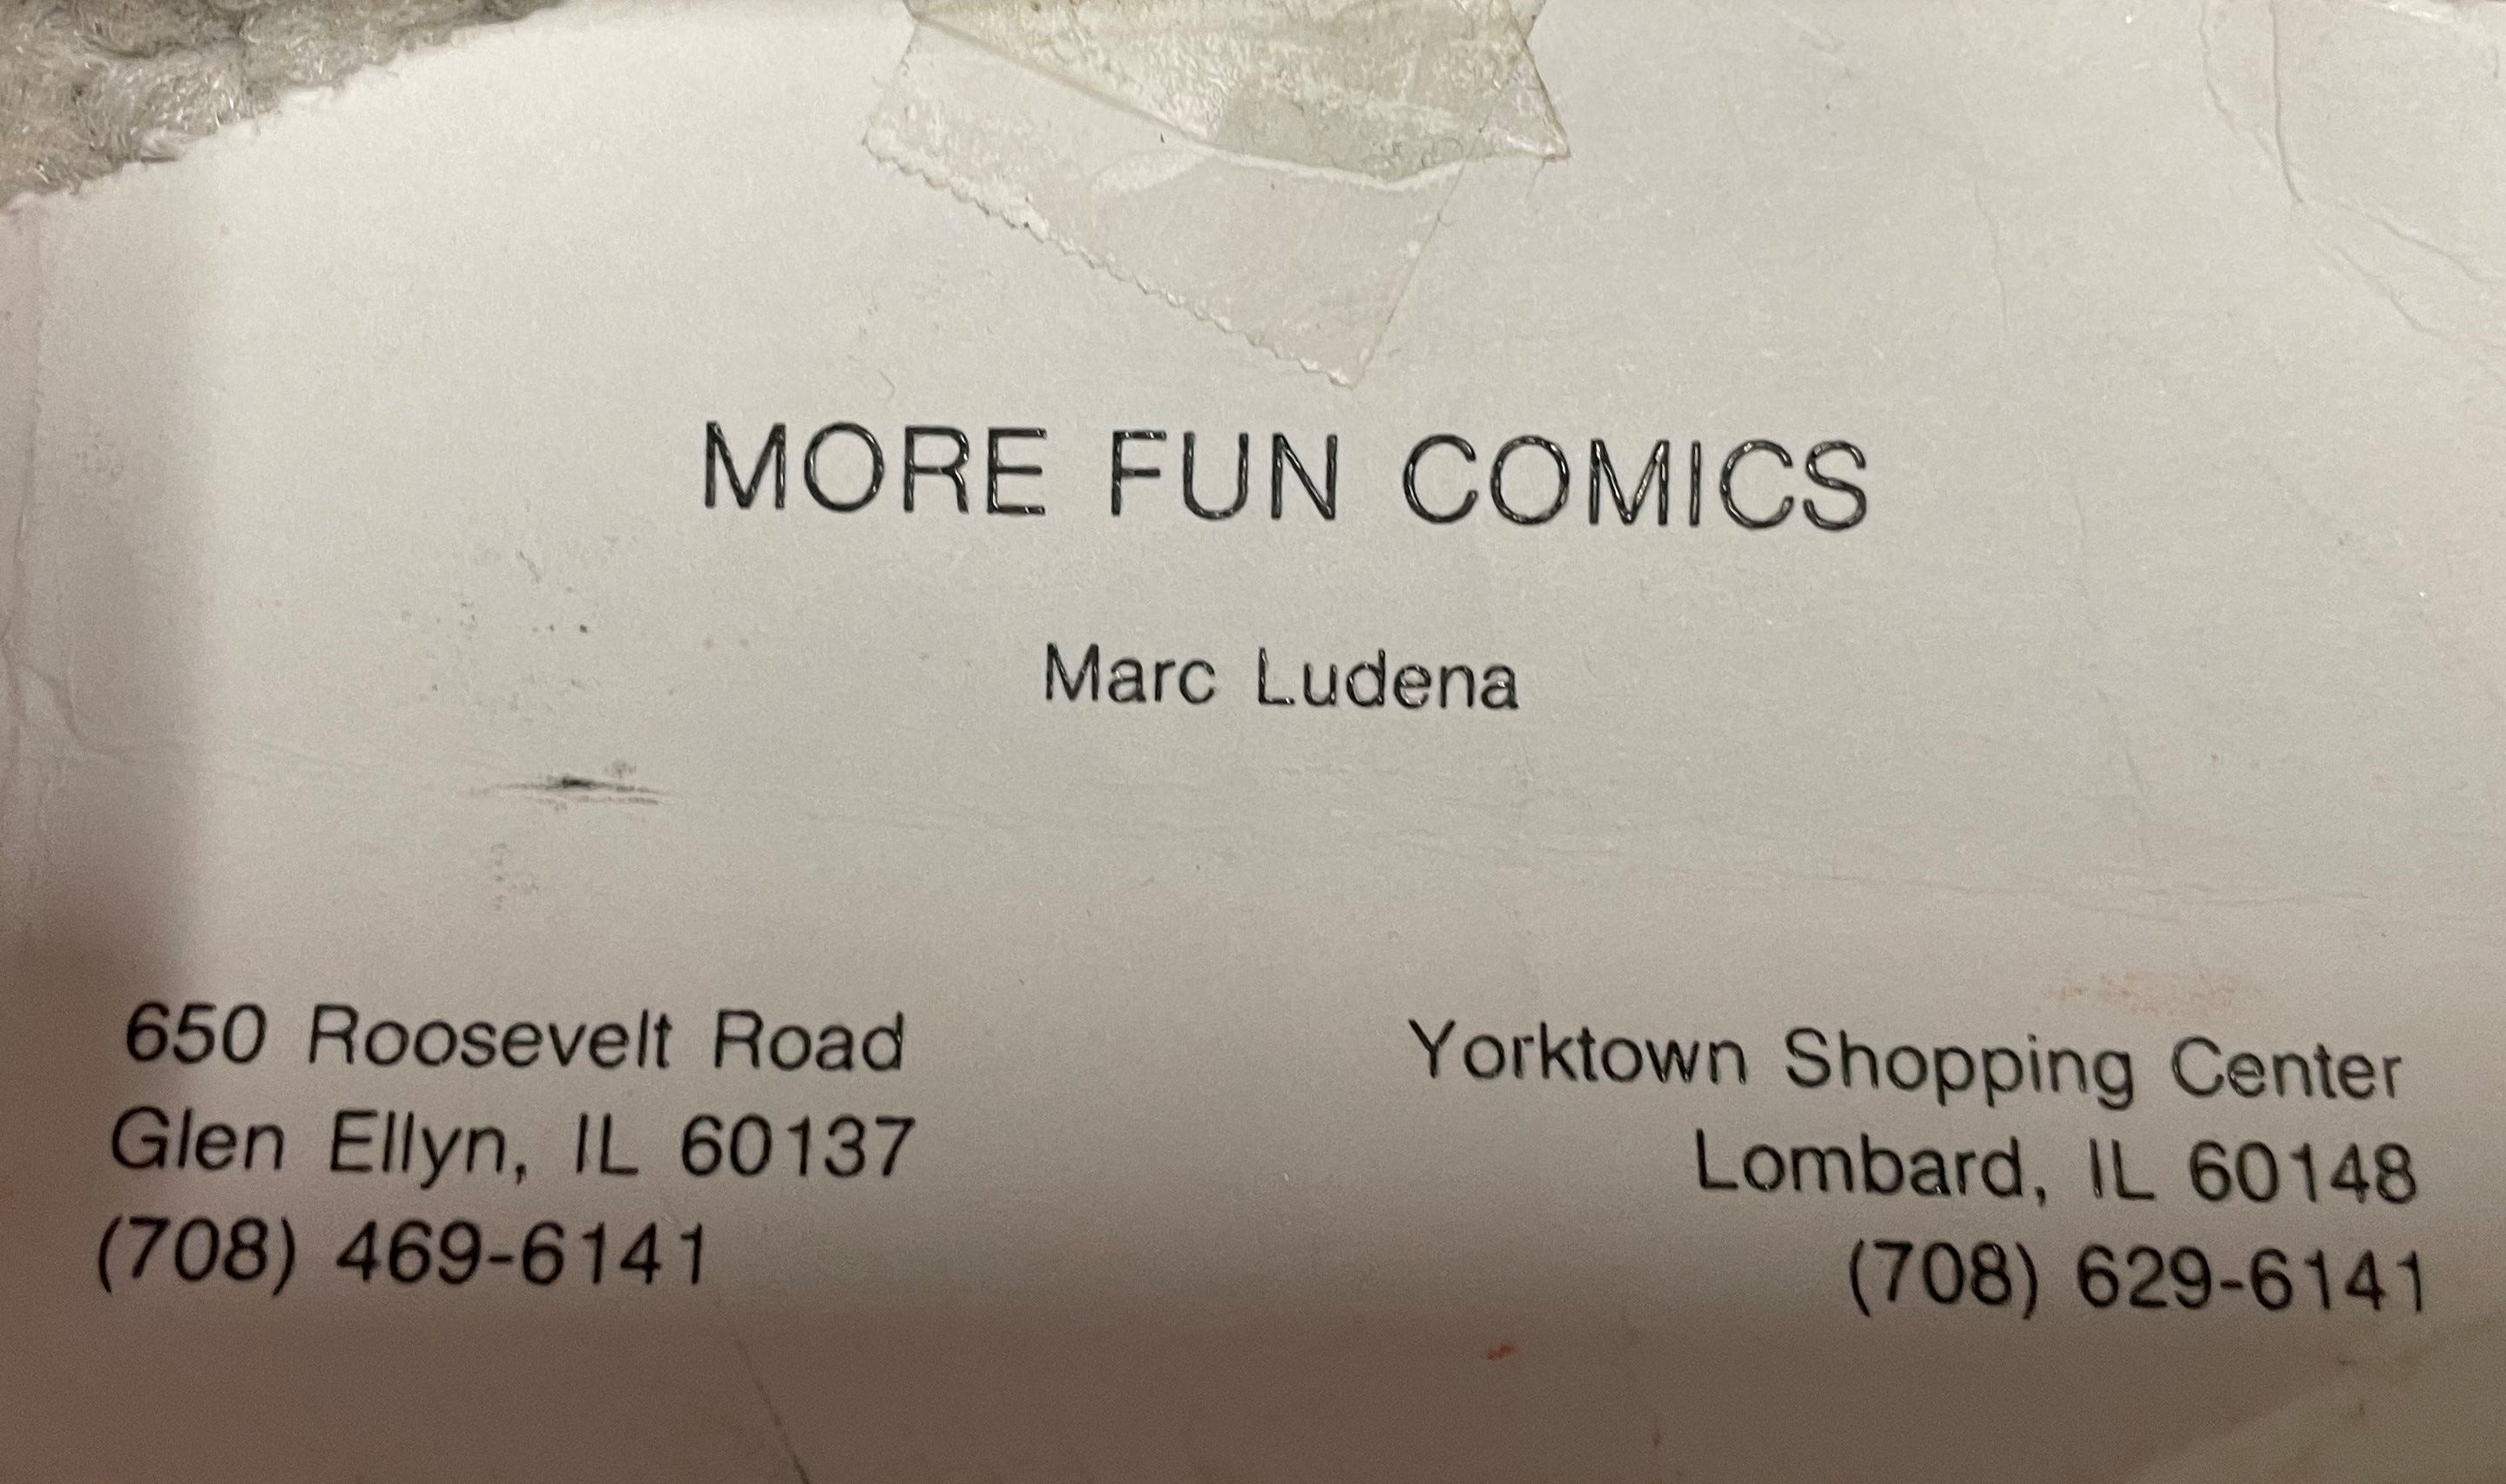 MORE FUN COMICS
Marc Ludena
650 Roosevelt Road
Glen Ellyn, IL 60137
(708) 469-6141
Yorktown Shopping Center
Lombard, IL 60148
(708) 629-6141